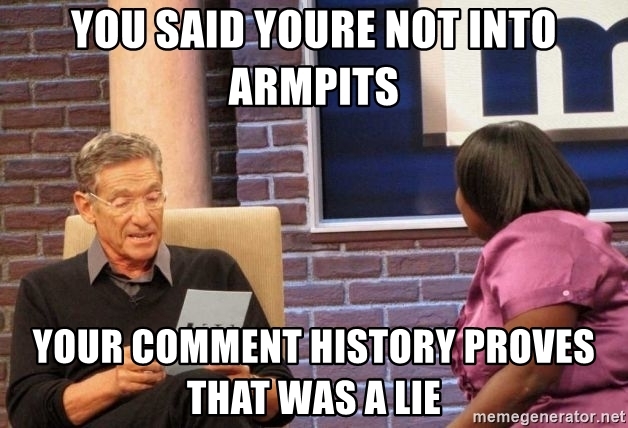 YOU SAID YOURE NOT INTO
ARMPITS
YOUR COMMENT HISTORY PROVES
THAT WAS A LIE
memegenerator.net